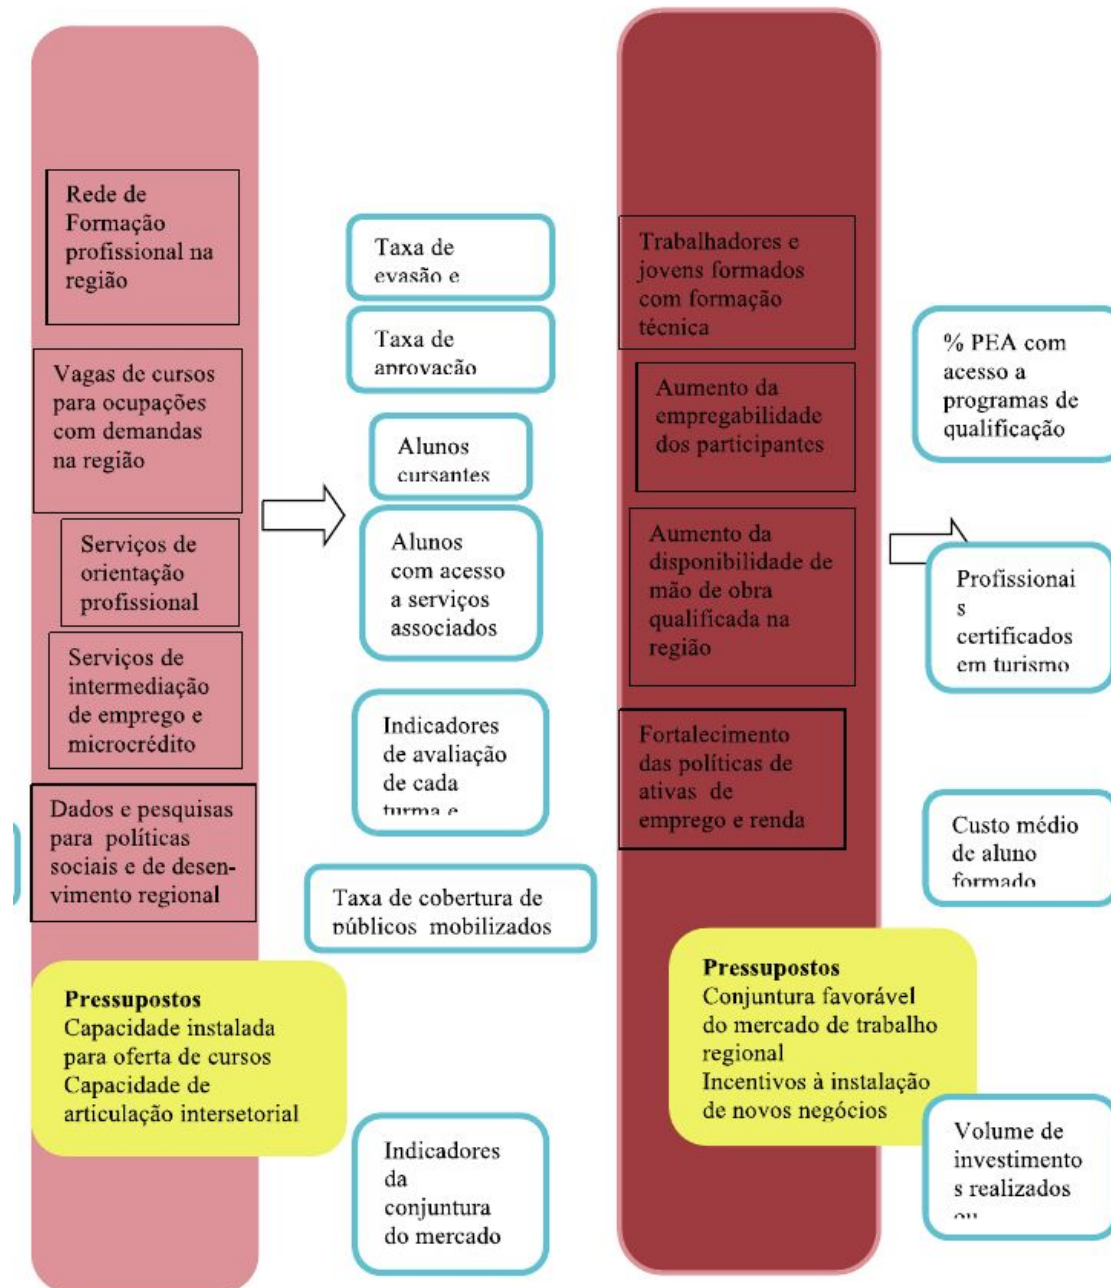 Rede de
Formação
profissional na
região
Vagas de cursos
para ocupações
com demandas
na região
Serviços de
orientação
profissional
Serviços de
intermediação
de emprego e
microcrédito
Dados e pesquisas
para políticas
sociais e de desen-
vimento regional
Pressupostos
Capacidade instalada
para oferta de cursos
Capacidade de
articulação intersetorial
Taxa de
evasão e
Taxa de
aprovação
Alunos
cursantes
Alunos
com acesso
a serviços
associados
Indicadores
de avaliação
de cada
turma e
Taxa de cobertura de
públicos mobilizados
Indicadores
da
conjuntura
do mercado
Trabalhadores e
jovens formados
com formação
técnica
Aumento da
empregabilidade
dos participantes
Aumento da
disponibilidade de
mão de obra
qualificada na
região
Fortalecimento
das políticas de
ativas de
emprego e renda
Pressupostos
Conjuntura favorável
do mercado de trabalho
regional
Incentivos à instalação
de novos negócios
% PEA com
acesso a
programas de
qualificação
Profissionai
s
certificados
em turismo
Custo médio
de aluno
formado
Volume de
investimento
s realizados
ou